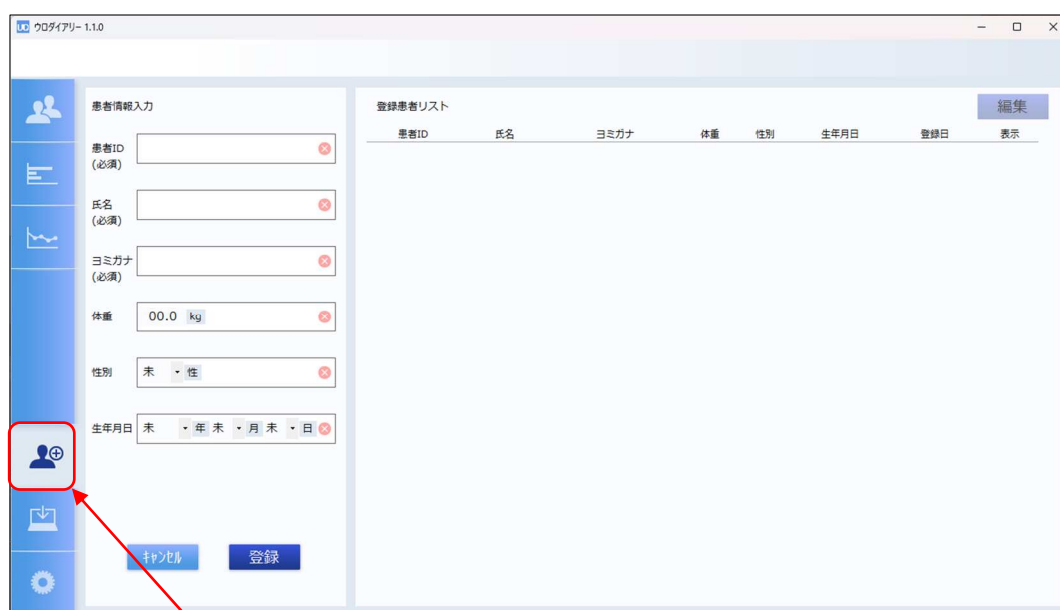 UD ウロダイアリー 1.1.0
患者情報入力
患者ID
(必須)
氏名
(必須)
ヨミガナ
(必須)
体重 00.0 kg
性別 未 性
生年月日 未 年 未 月 未 日
キャンセル 登録
登録患者リスト 編集
患者ID 氏名 ヨミガナ 体重 性別 生年月日 登録日 表示